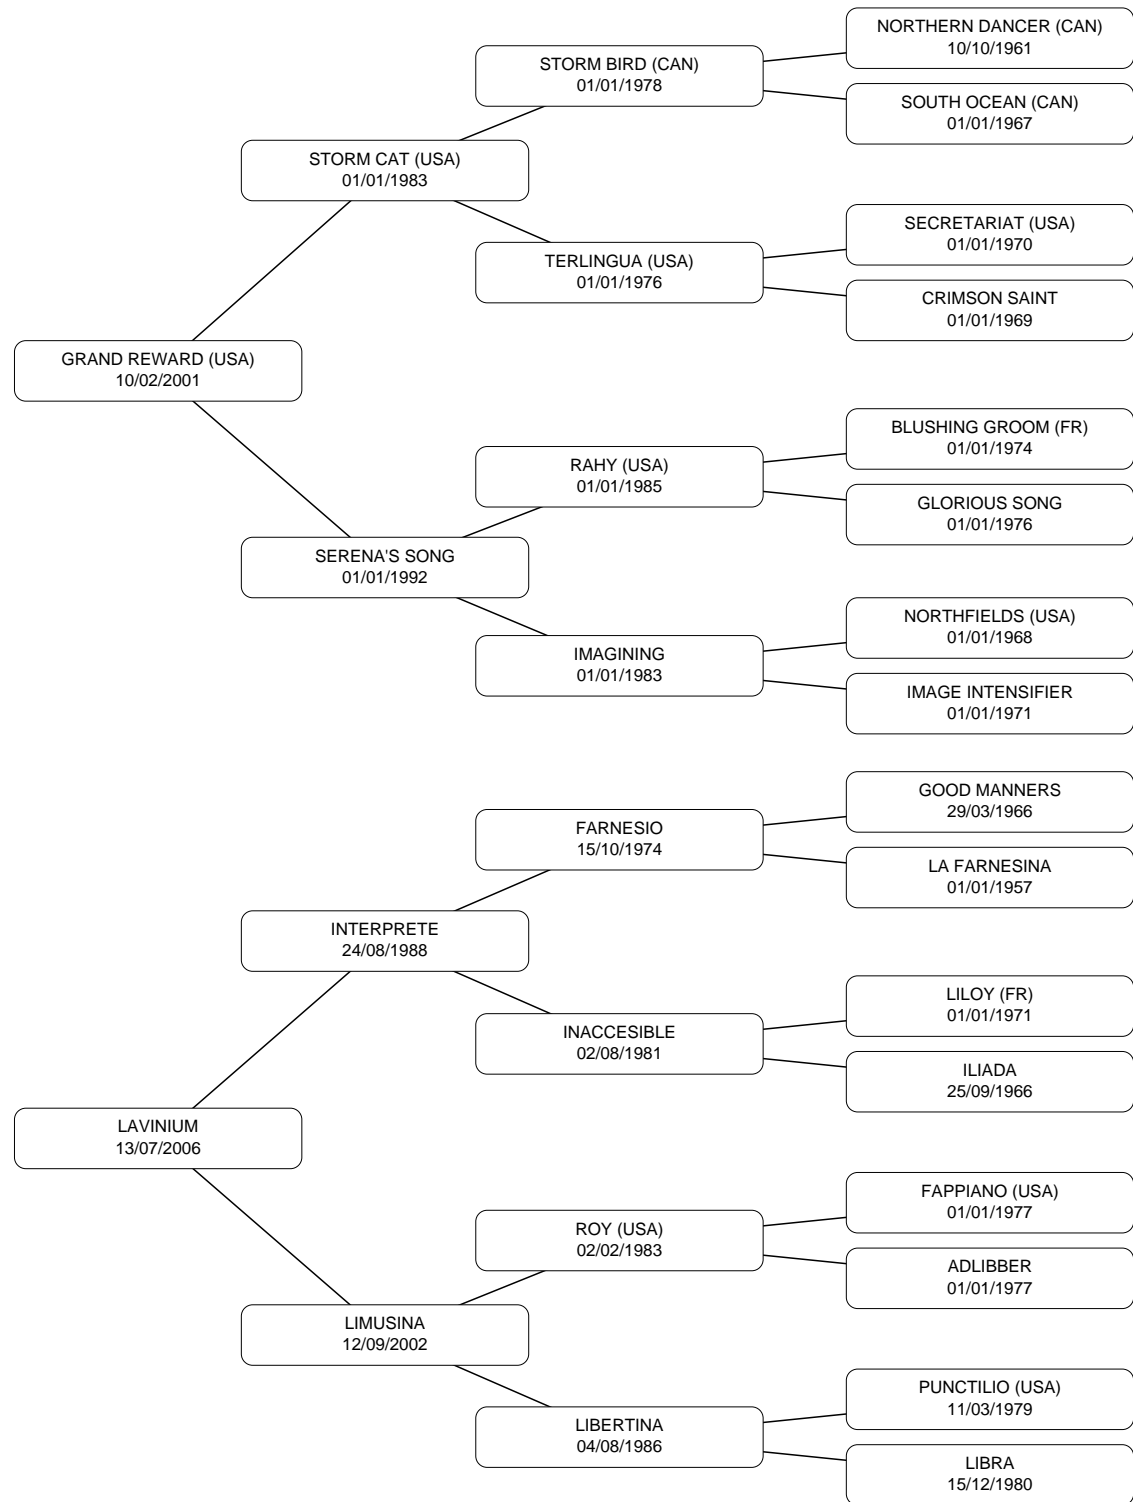 NORTHERN DANCER (CAN)
10/10/1961
STORM BIRD (CAN)
01/01/1978
SOUTH OCEAN (CAN)
01/01/1967
STORM CAT (USA)
01/01/1983
SECRETARIAT (USA)
01/01/1970
TERLINGUA (USA)
01/01/1976
CRIMSON SAINT
01/01/1969
GRAND REWARD (USA)
10/02/2001
BLUSHING GROOM (FR)
01/01/1974
RAHY (USA)
01/01/1985
GLORIOUS SONG
01/01/1976
SERENA'S SONG
01/01/1992
NORTHFIELDS (USA)
01/01/1968
IMAGINING
01/01/1983
IMAGE INTENSIFIER
01/01/1971
GOOD MANNERS
29/03/1966
FARNESIO
15/10/1974
LA FARNESINA
01/01/1957
INTERPRETE
24/08/1988
LILOY (FR)
01/01/1971
INACCESIBLE
02/08/1981
ILIADA
25/09/1966
LAVINIUM
13/07/2006
FAPPIANO (USA)
01/01/1977
ROY (USA)
02/02/1983
ADLIBBER
01/01/1977
LIMUSINA
12/09/2002
PUNCTILIO (USA)
11/03/1979
LIBERTINA
04/08/1986
LIBRA
15/12/1980